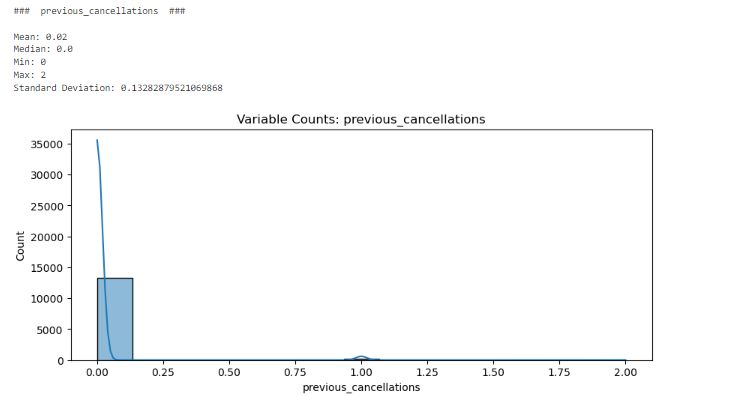 ### previous_cancellations ###
Mean: 0.02
Median: 0.0
Min: 0
Max: 2
Standard Deviation: 0.13282879521069868
Variable Counts: previous_cancellations
35000
30000
25000
20000
15000
10000
5000
0
Count
0.00 0.25 0.50 0.75 1.00 1.25 1.50 1.75 2.00
previous_cancellations